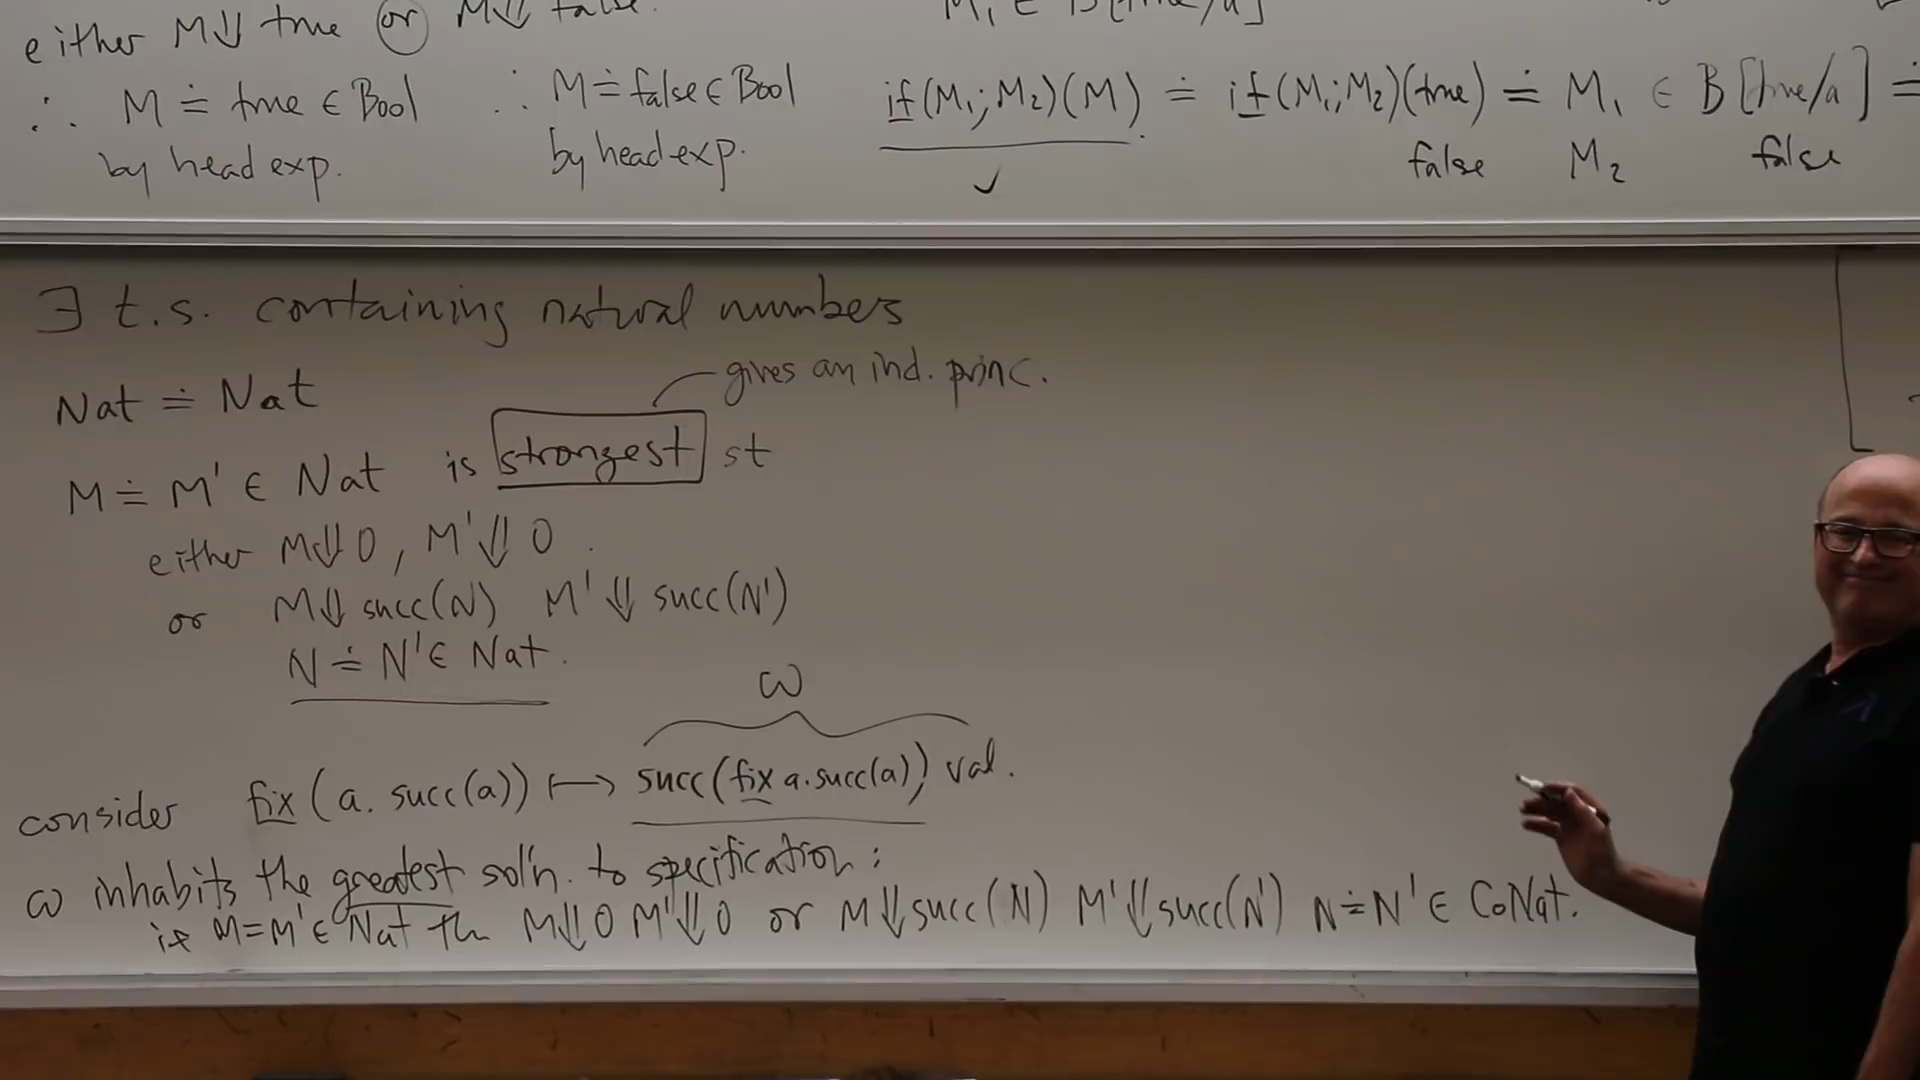 either M⇓ true or M⇓ false.
∴ M ≐ true ∈ Bool
by head exp.
∴ M ≐ false ∈ Bool
by head exp.
M₁ ∈ B[true/a]
if(M₁;M₂)(M) ≐ if(M₁;M₂)(true) ≐ M₁ ∈ B[true/a] ≐
false M₂ false
✓
∃ t.s. containing natural numbers
Nat ≐ Nat
gives an ind. princ.
M ≐ M' ∈ Nat is strongest st
either M⇓0, M'⇓0.
or M⇓succ(N) M'⇓succ(N')
N ≐ N' ∈ Nat.
ω
consider fix(a. succ(a)) ↦ succ(fix a.succ(a)) val.
ω inhabits the greatest sol'n. to specification:
if M=M' ∈ Nat th M⇓0 M'⇓0 or M⇓succ(N) M'⇓succ(N') N≐N' ∈ CoNat.